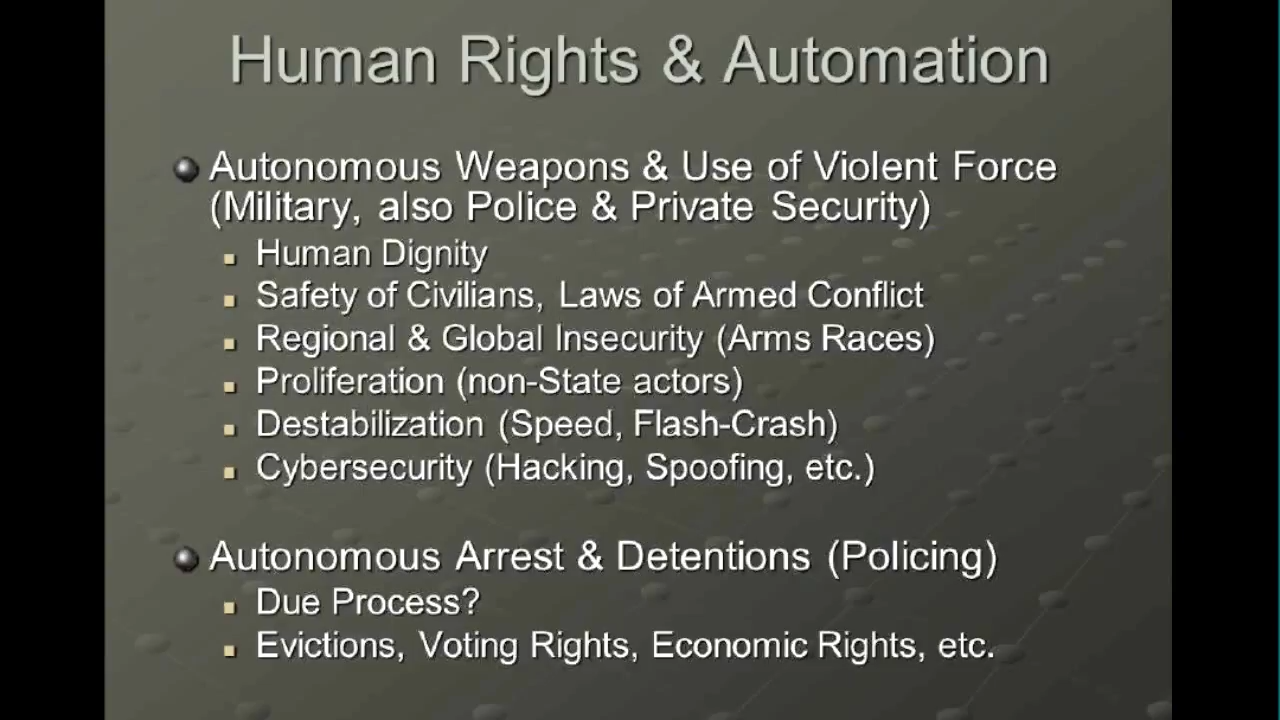 Human Rights & Automation
Autonomous Weapons & Use of Violent Force
(Military, also Police & Private Security)
Human Dignity
Safety of Civilians, Laws of Armed Conflict
Regional & Global Insecurity (Arms Races)
Proliferation (non-State actors)
Destabilization (Speed, Flash-Crash)
Cybersecurity (Hacking, Spoofing, etc.)
Autonomous Arrest & Detentions (Policing)
Due Process?
Evictions, Voting Rights, Economic Rights, etc.